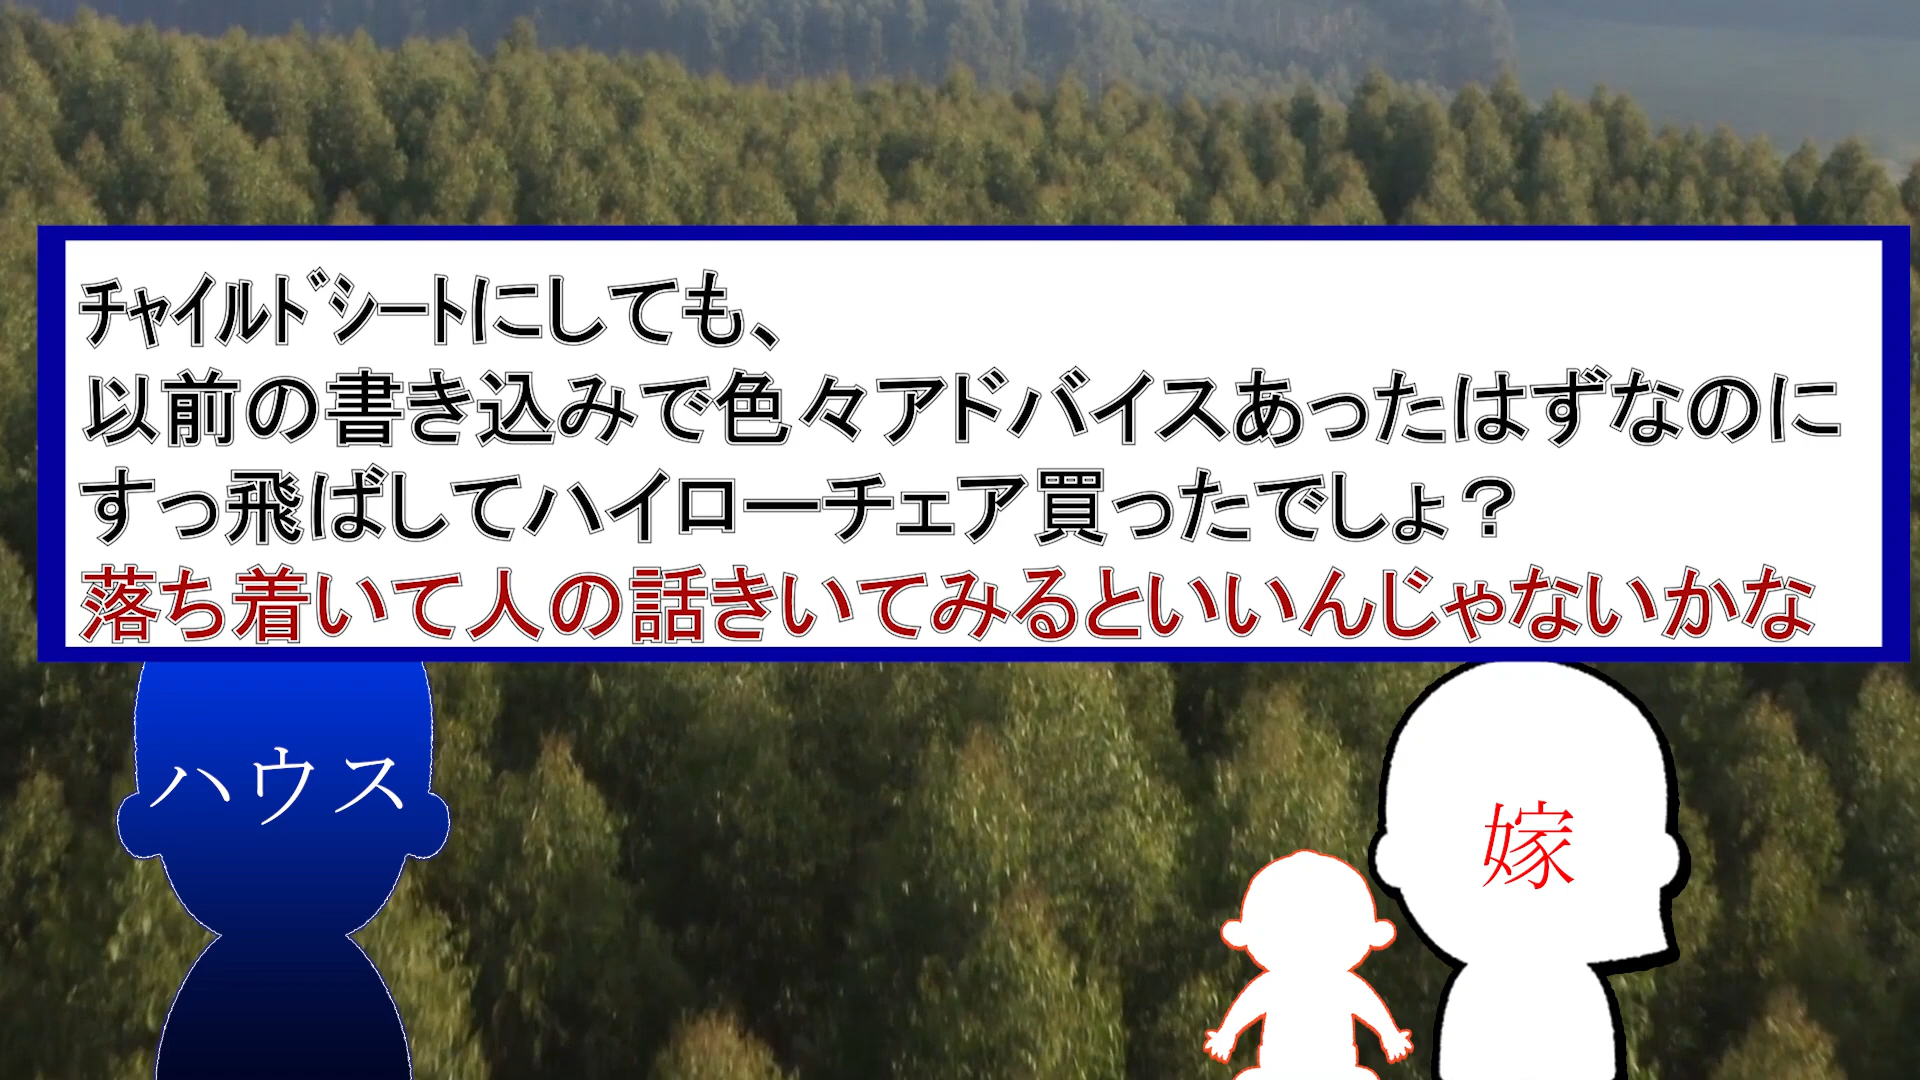 ﾁｬｲﾙﾄﾞｼｰﾄにしても、
以前の書き込みで色々アドバイスあったはずなのに
すっ飛ばしてハイローチェア買ったでしょ？
落ち着いて人の話きいてみるといいんじゃないかな
ハウス
嫁